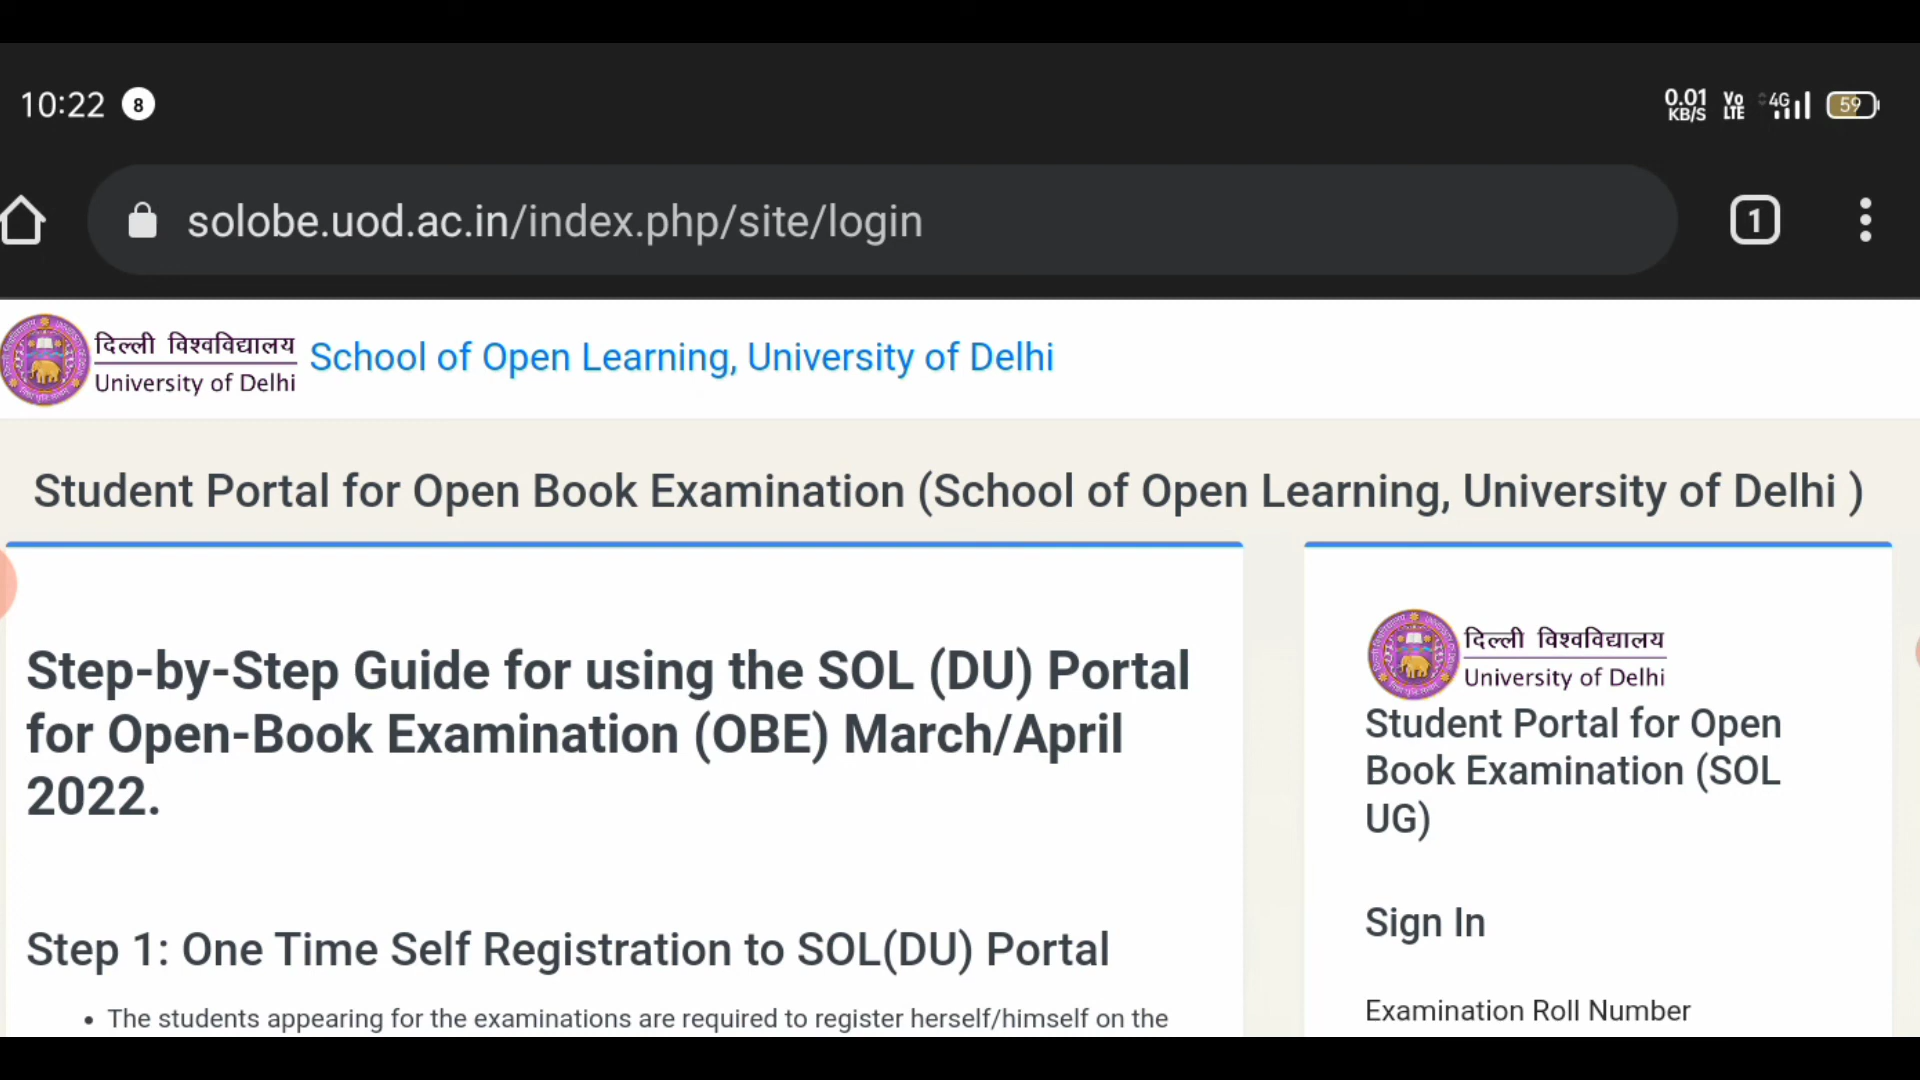 10:22 8
0.01 KB/S Vo LTE 4G 59
solobe.uod.ac.in/index.php/site/login
1
दिल्ली विश्वविद्यालय
University of Delhi
School of Open Learning, University of Delhi
Student Portal for Open Book Examination (School of Open Learning, University of Delhi )
Step-by-Step Guide for using the SOL (DU) Portal
for Open-Book Examination (OBE) March/April
2022.
Step 1: One Time Self Registration to SOL(DU) Portal
• The students appearing for the examinations are required to register herself/himself on the
दिल्ली विश्वविद्यालय
University of Delhi
Student Portal for Open
Book Examination (SOL
UG)
Sign In
Examination Roll Number